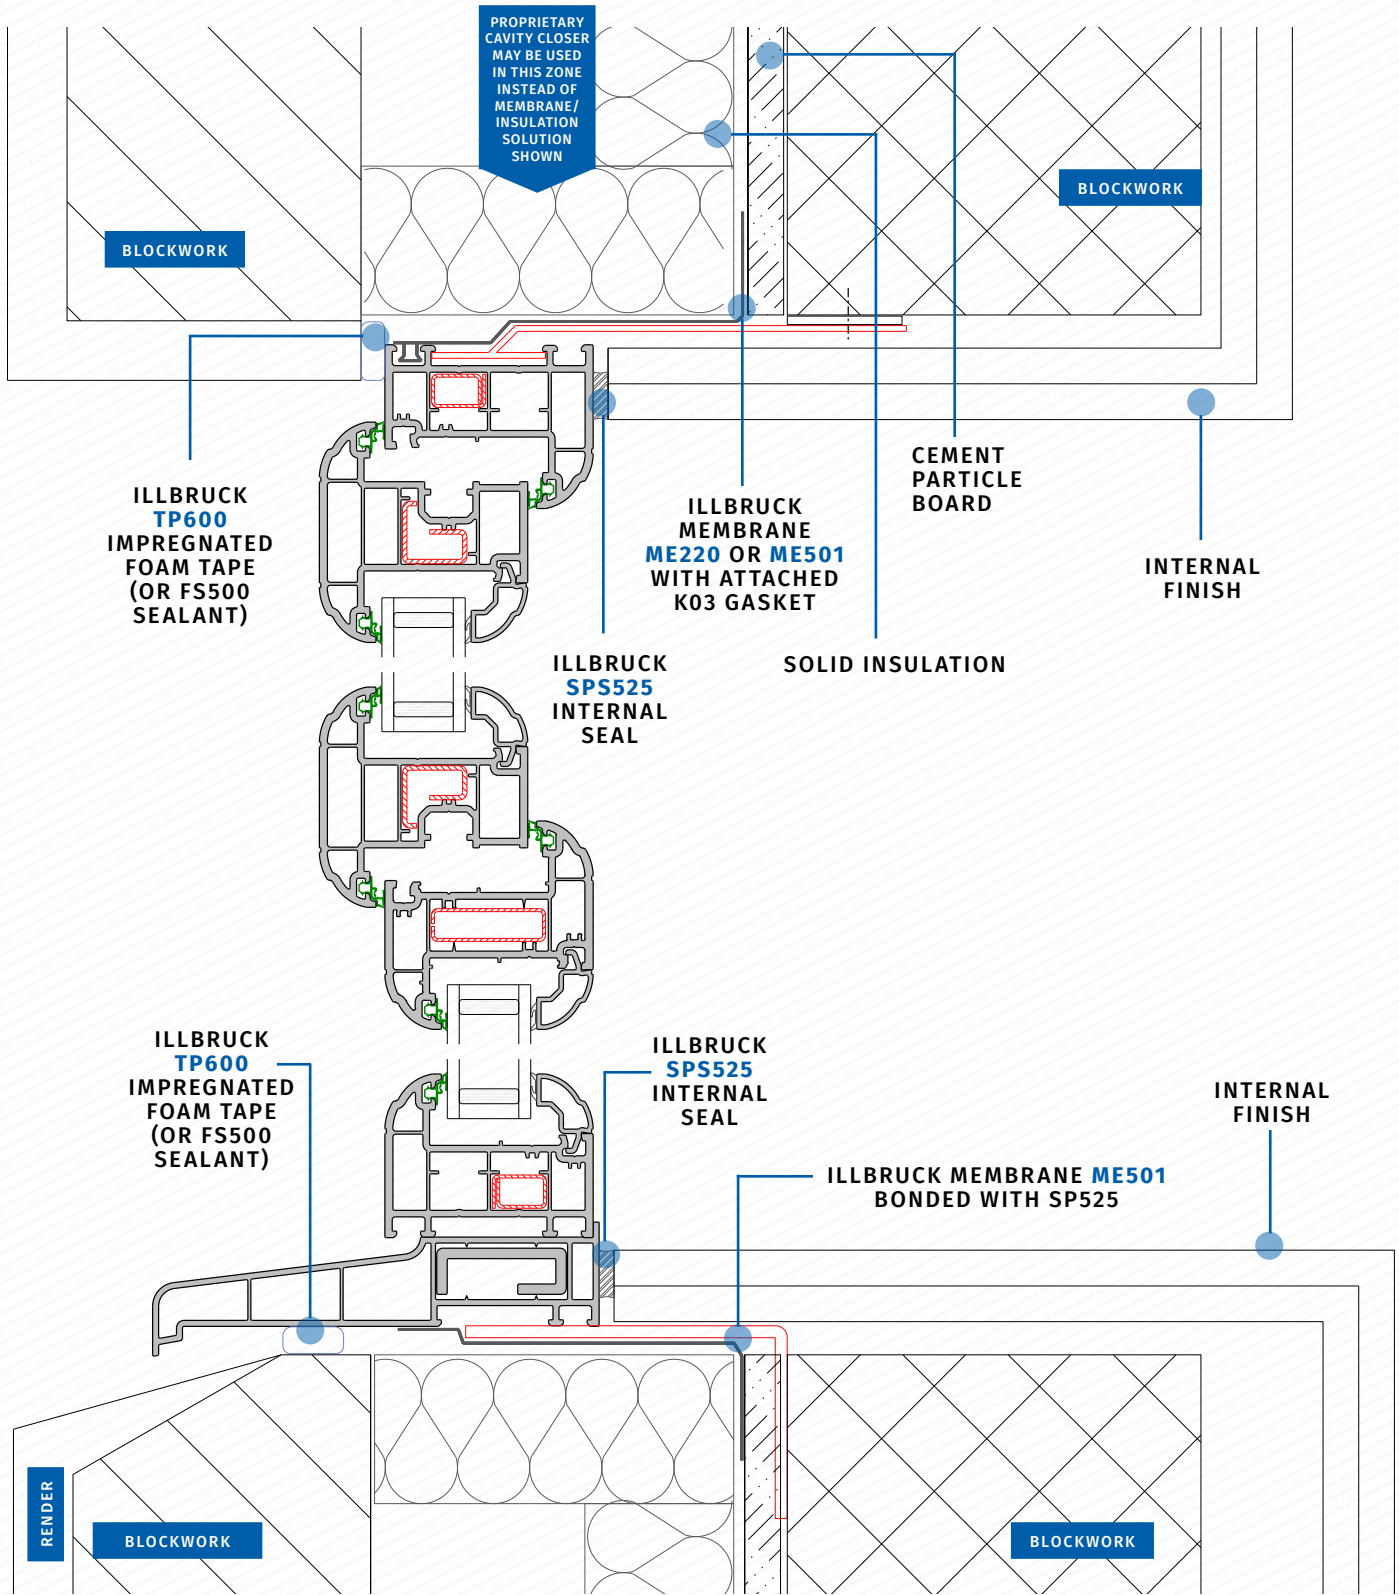 PROPRIETARY
CAVITY CLOSER
MAY BE USED
IN THIS ZONE
INSTEAD OF
MEMBRANE/
INSULATION
SOLUTION
SHOWN
BLOCKWORK
BLOCKWORK
ILLBRUCK
TP600
IMPREGNATED
FOAM TAPE
(OR FS500
SEALANT)
ILLBRUCK
MEMBRANE
ME220 OR ME501
WITH ATTACHED
K03 GASKET
CEMENT
PARTICLE
BOARD
INTERNAL
FINISH
ILLBRUCK
SPS525
INTERNAL
SEAL
SOLID INSULATION
ILLBRUCK
TP600
IMPREGNATED
FOAM TAPE
(OR FS500
SEALANT)
ILLBRUCK
SPS525
INTERNAL
SEAL
INTERNAL
FINISH
ILLBRUCK MEMBRANE ME501
BONDED WITH SP525
RENDER
BLOCKWORK
BLOCKWORK